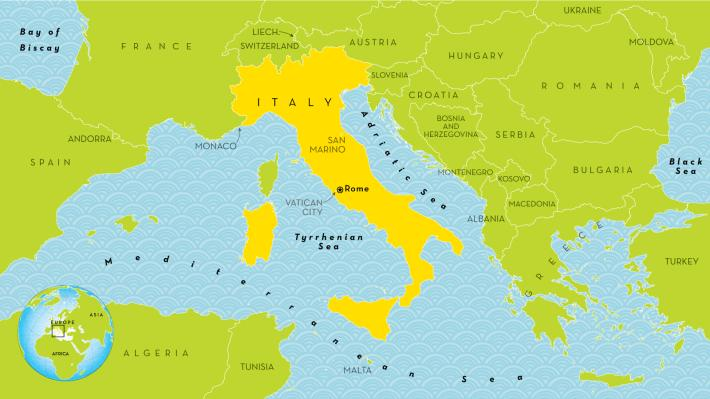 Bay of
Biscay
FRANCE
LIECH.
SWITZERLAND
AUSTRIA
UKRAINE
MOLDOVA
HUNGARY
SLOVENIA
ROMANIA
CROATIA
ITALY
BOSNIA
AND
HERZEGOVINA
SERBIA
Adriatic Sea
ANDORRA
MONACO
SAN
MARINO
SPAIN
Black
Sea
MONTENEGRO
KOSOVO
BULGARIA
Rome
VATICAN
CITY
MACEDONIA
ALBANIA
Tyrrhenian
Sea
GREECE
TURKEY
Mediterranean Sea
EUROPE
ASIA
AFRICA
ALGERIA
TUNISIA
MALTA